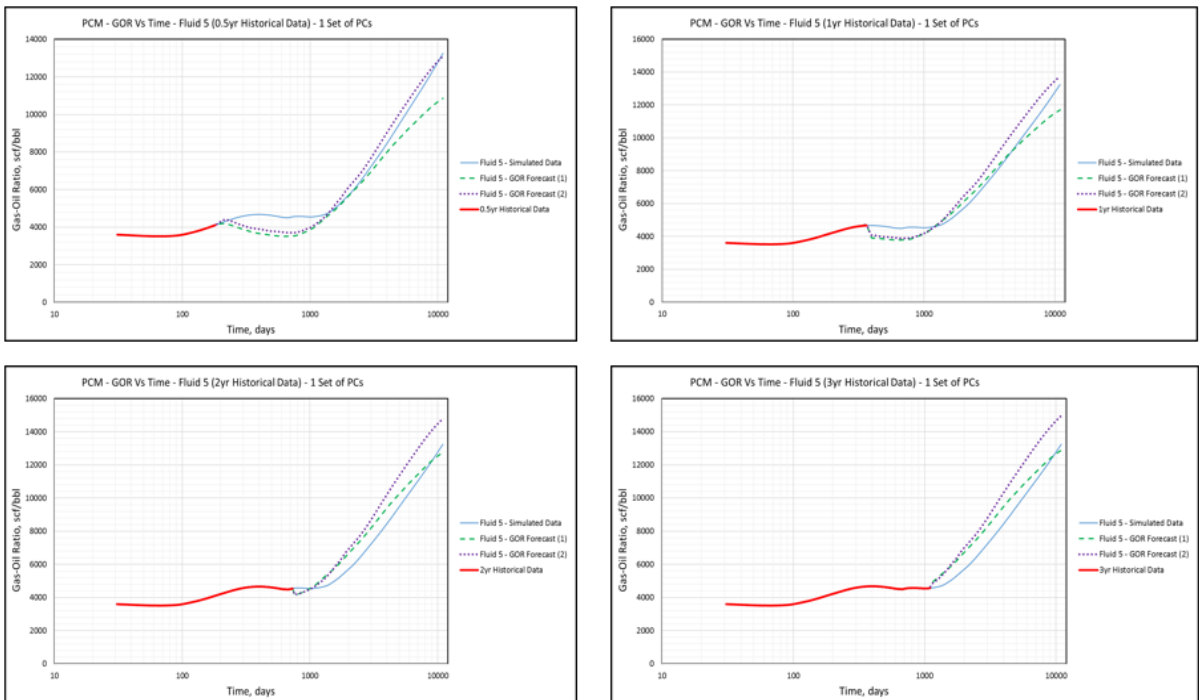 PCM - GOR Vs Time - Fluid 5 (0.5yr Historical Data) - 1 Set of PCs
14000
12000
10000
8000
6000
4000
2000
0
Gas-Oil Ratio, scf/bbl
10 100 1000 10000
Time, days
Fluid 5 - Simulated Data
Fluid 5 - GOR Forecast (1)
Fluid 5 - GOR Forecast (2)
0.5yr Historical Data
PCM - GOR Vs Time - Fluid 5 (1yr Historical Data) - 1 Set of PCs
16000
14000
12000
10000
8000
6000
4000
2000
0
Gas-Oil Ratio, scf/bbl
10 100 1000 10000
Time, days
Fluid 5 - Simulated Data
Fluid 5 - GOR Forecast (1)
Fluid 5 - GOR Forecast (2)
1yr Historical Data
PCM - GOR Vs Time - Fluid 5 (2yr Historical Data) - 1 Set of PCs
16000
14000
12000
10000
8000
6000
4000
2000
0
Gas-Oil Ratio, scf/bbl
10 100 1000 10000
Time, days
Fluid 5 - Simulated Data
Fluid 5 - GOR Forecast (1)
Fluid 5 - GOR Forecast (2)
2yr Historical Data
PCM - GOR Vs Time - Fluid 5 (3yr Historical Data) - 1 Set of PCs
16000
14000
12000
10000
8000
6000
4000
2000
0
Gas-Oil Ratio, scf/bbl
10 100 1000 10000
Time, days
Fluid 5 - Simulated Data
Fluid 5 - GOR Forecast (1)
Fluid 5 - GOR Forecast (2)
3yr Historical Data